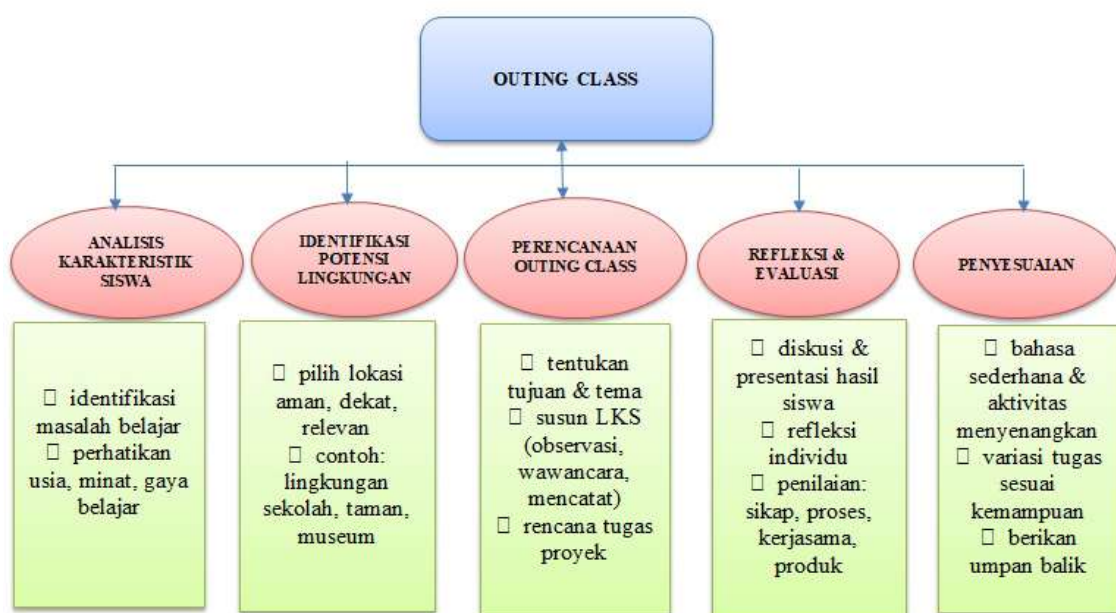 OUTING CLASS
ANALISIS
KARAKTERISTIK
SISWA
IDENTIFIKASI
POTENSI
LINGKUNGAN
PERENCANAAN
OUTING CLASS
REFLEKSI &
EVALUASI
PENYESUAIAN
□ identifikasi
masalah belajar
□ perhatikan
usia, minat, gaya
belajar
□ pilih lokasi
aman, dekat,
relevan
□ contoh:
lingkungan
sekolah, taman,
museum
□ tentukan
tujuan & tema
□ susun LKS
(observasi,
wawancara,
mencatat)
□ rencana tugas
proyek
□ diskusi &
presentasi hasil
siswa
□ refleksi
individu
□ penilaian:
sikap, proses,
kerjasama,
produk
□ bahasa
sederhana &
aktivitas
menyenangkan
□ variasi tugas
sesuai
kemampuan
□ berikan
umpan balik